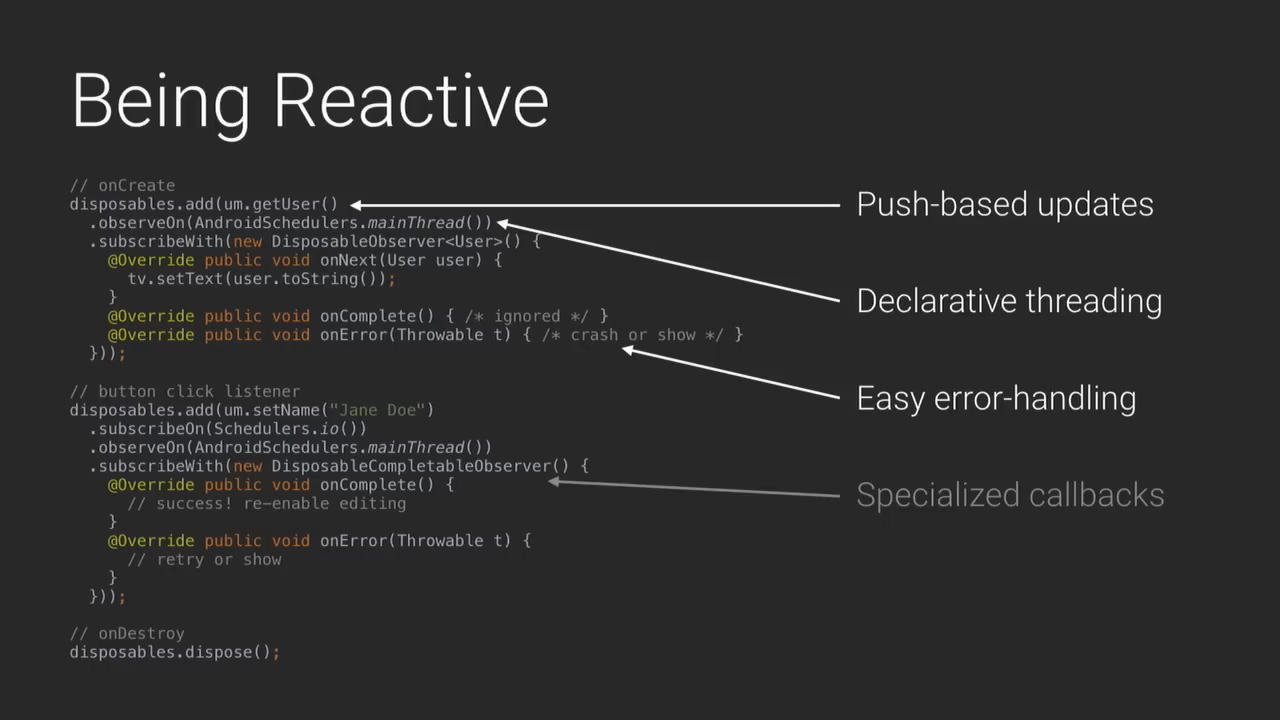 Being Reactive
// onCreate
disposables.add(um.getUser()
  .observeOn(AndroidSchedulers.mainThread())
  .subscribeWith(new DisposableObserver<User>() {
    @Override public void onNext(User user) {
      tv.setText(user.toString());
    }
    @Override public void onComplete() { /* ignored */ }
    @Override public void onError(Throwable t) { /* crash or show */ }
  }));
// button click listener
disposables.add(um.setName("Jane Doe")
  .subscribeOn(Schedulers.io())
  .observeOn(AndroidSchedulers.mainThread())
  .subscribeWith(new DisposableCompletableObserver() {
    @Override public void onComplete() {
      // success! re-enable editing
    }
    @Override public void onError(Throwable t) {
      // retry or show
    }
  }));
// onDestroy
disposables.dispose();
Push-based updates
Declarative threading
Easy error-handling
Specialized callbacks